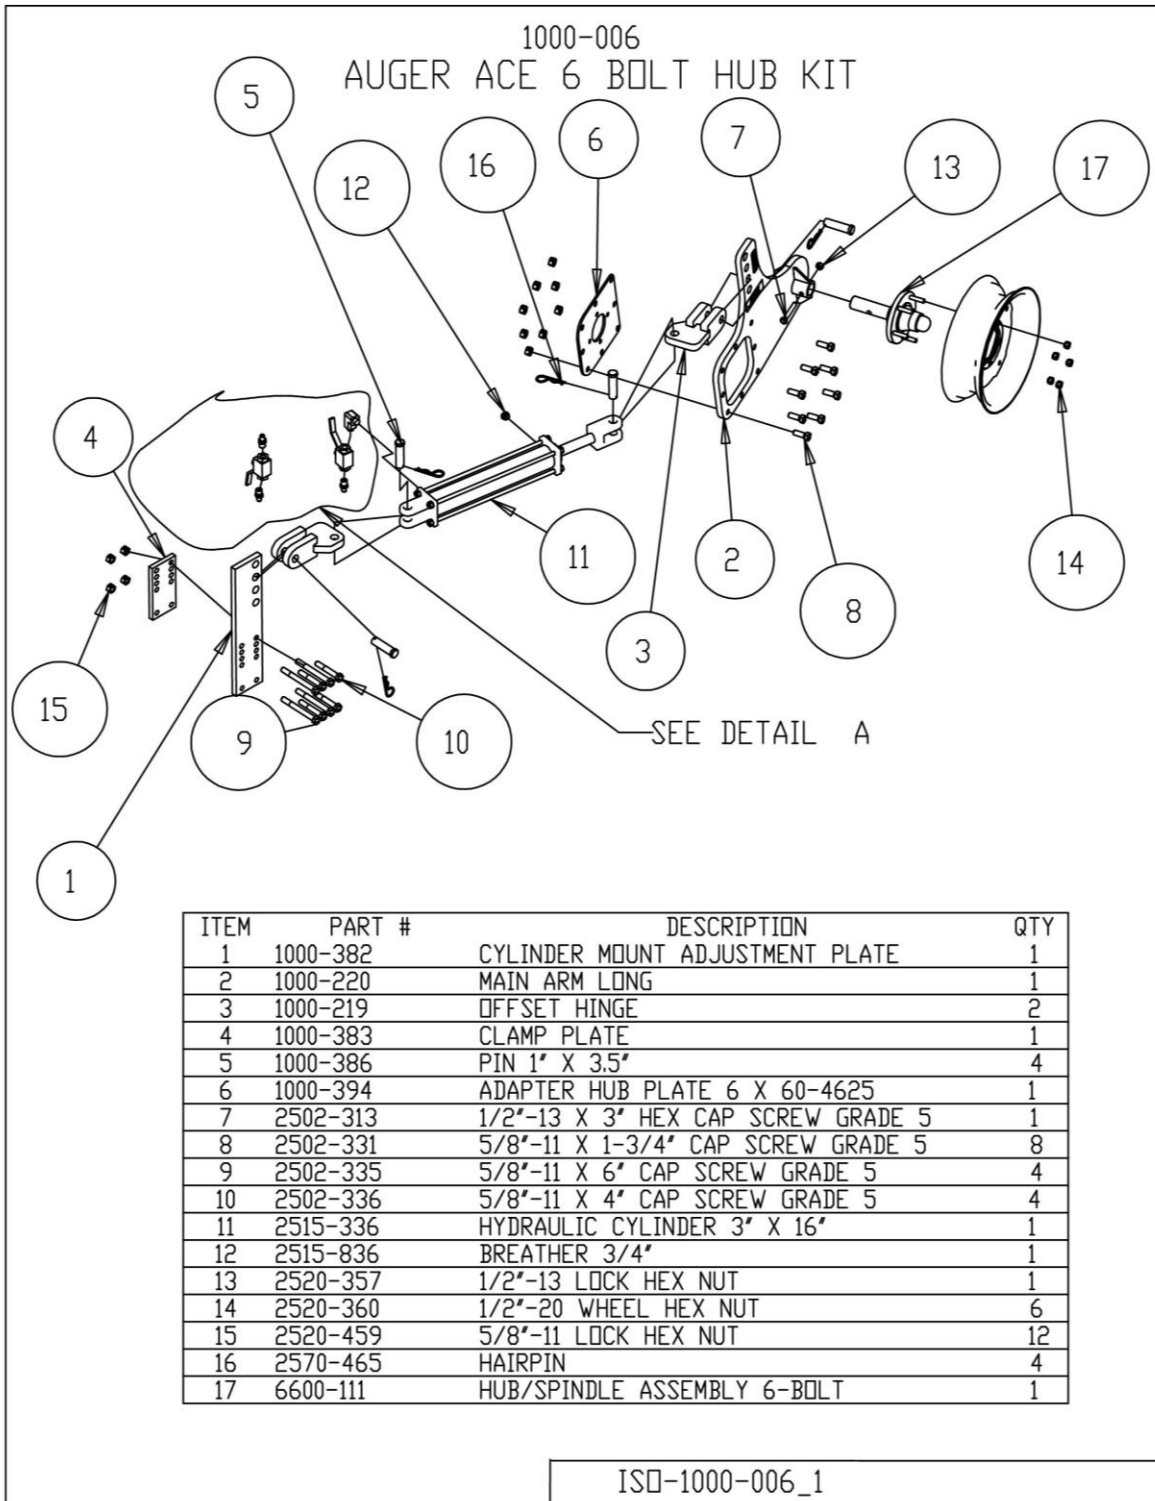 1000-006
AUGER ACE 6 BOLT HUB KIT
5
6
7
12
16
13
17
4
11
2
14
3
8
15
9
10
SEE DETAIL A
1
ITEM PART # DESCRIPTION QTY
1 1000-382 CYLINDER MOUNT ADJUSTMENT PLATE 1
2 1000-220 MAIN ARM LONG 1
3 1000-219 OFFSET HINGE 2
4 1000-383 CLAMP PLATE 1
5 1000-386 PIN 1" X 3.5" 4
6 1000-394 ADAPTER HUB PLATE 6 X 60-4625 1
7 2502-313 1/2"-13 X 3" HEX CAP SCREW GRADE 5 1
8 2502-331 5/8"-11 X 1-3/4" CAP SCREW GRADE 5 8
9 2502-335 5/8"-11 X 6" CAP SCREW GRADE 5 4
10 2502-336 5/8"-11 X 4" CAP SCREW GRADE 5 4
11 2515-336 HYDRAULIC CYLINDER 3" X 16" 1
12 2515-836 BREATHER 3/4" 1
13 2520-357 1/2"-13 LOCK HEX NUT 1
14 2520-360 1/2"-20 WHEEL HEX NUT 6
15 2520-459 5/8"-11 LOCK HEX NUT 12
16 2570-465 HAIRPIN 4
17 6600-111 HUB/SPINDLE ASSEMBLY 6-BOLT 1
ISO-1000-006_1